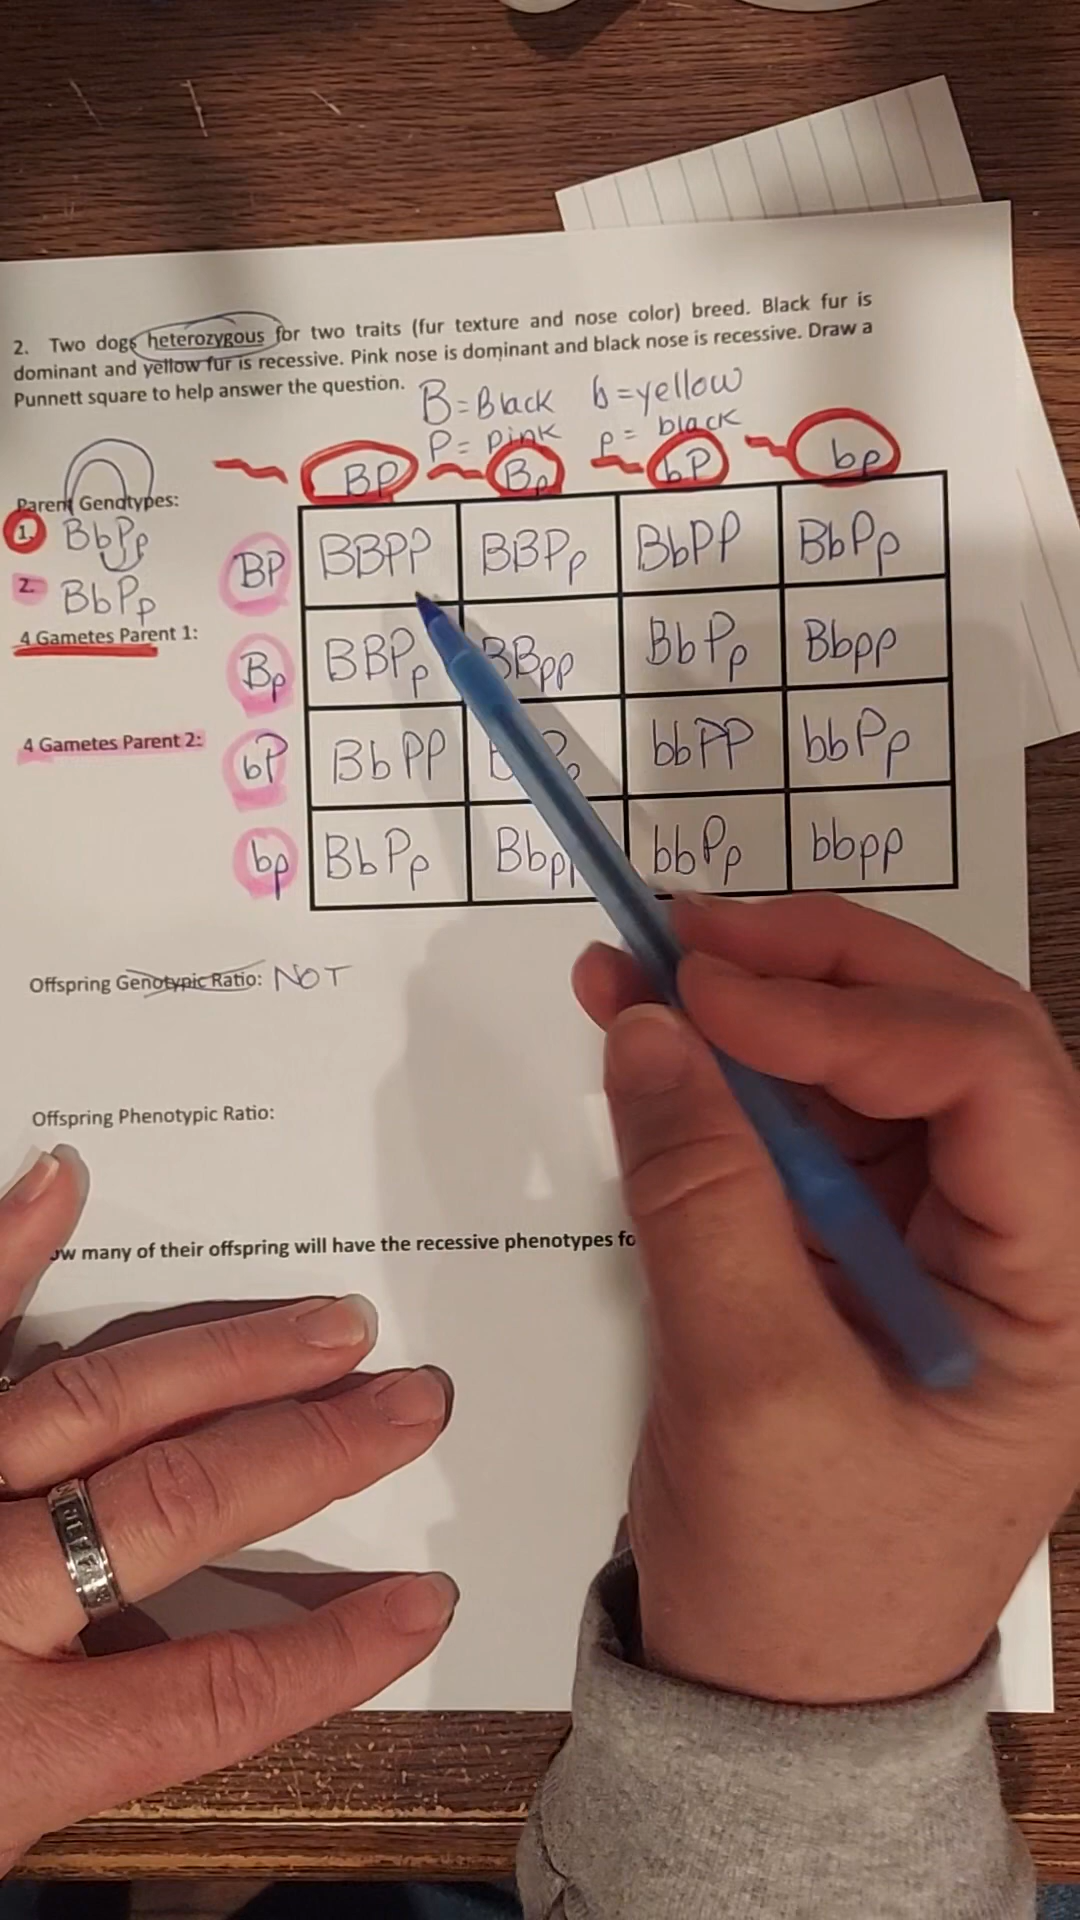 2. Two dogs heterozygous for two traits (fur texture and nose color) breed. Black fur is
dominant and yellow fur is recessive. Pink nose is dominant and black nose is recessive. Draw a
Punnett square to help answer the question.
B=Black b=yellow
P= pink p= black
BP Bp bP bp
Parent Genotypes:
1. BbPp
2. BbPp
4 Gametes Parent 1:
4 Gametes Parent 2:
BP BBPP BBPp BbPP BbPp
Bp BBPp BBpp BbPp Bbpp
bP BbPP bbPP bbPp
bp BbPp Bbpp bbPp bbpp
Offspring Genotypic Ratio: NOT
Offspring Phenotypic Ratio:
many of their offspring will have the recessive phenotypes